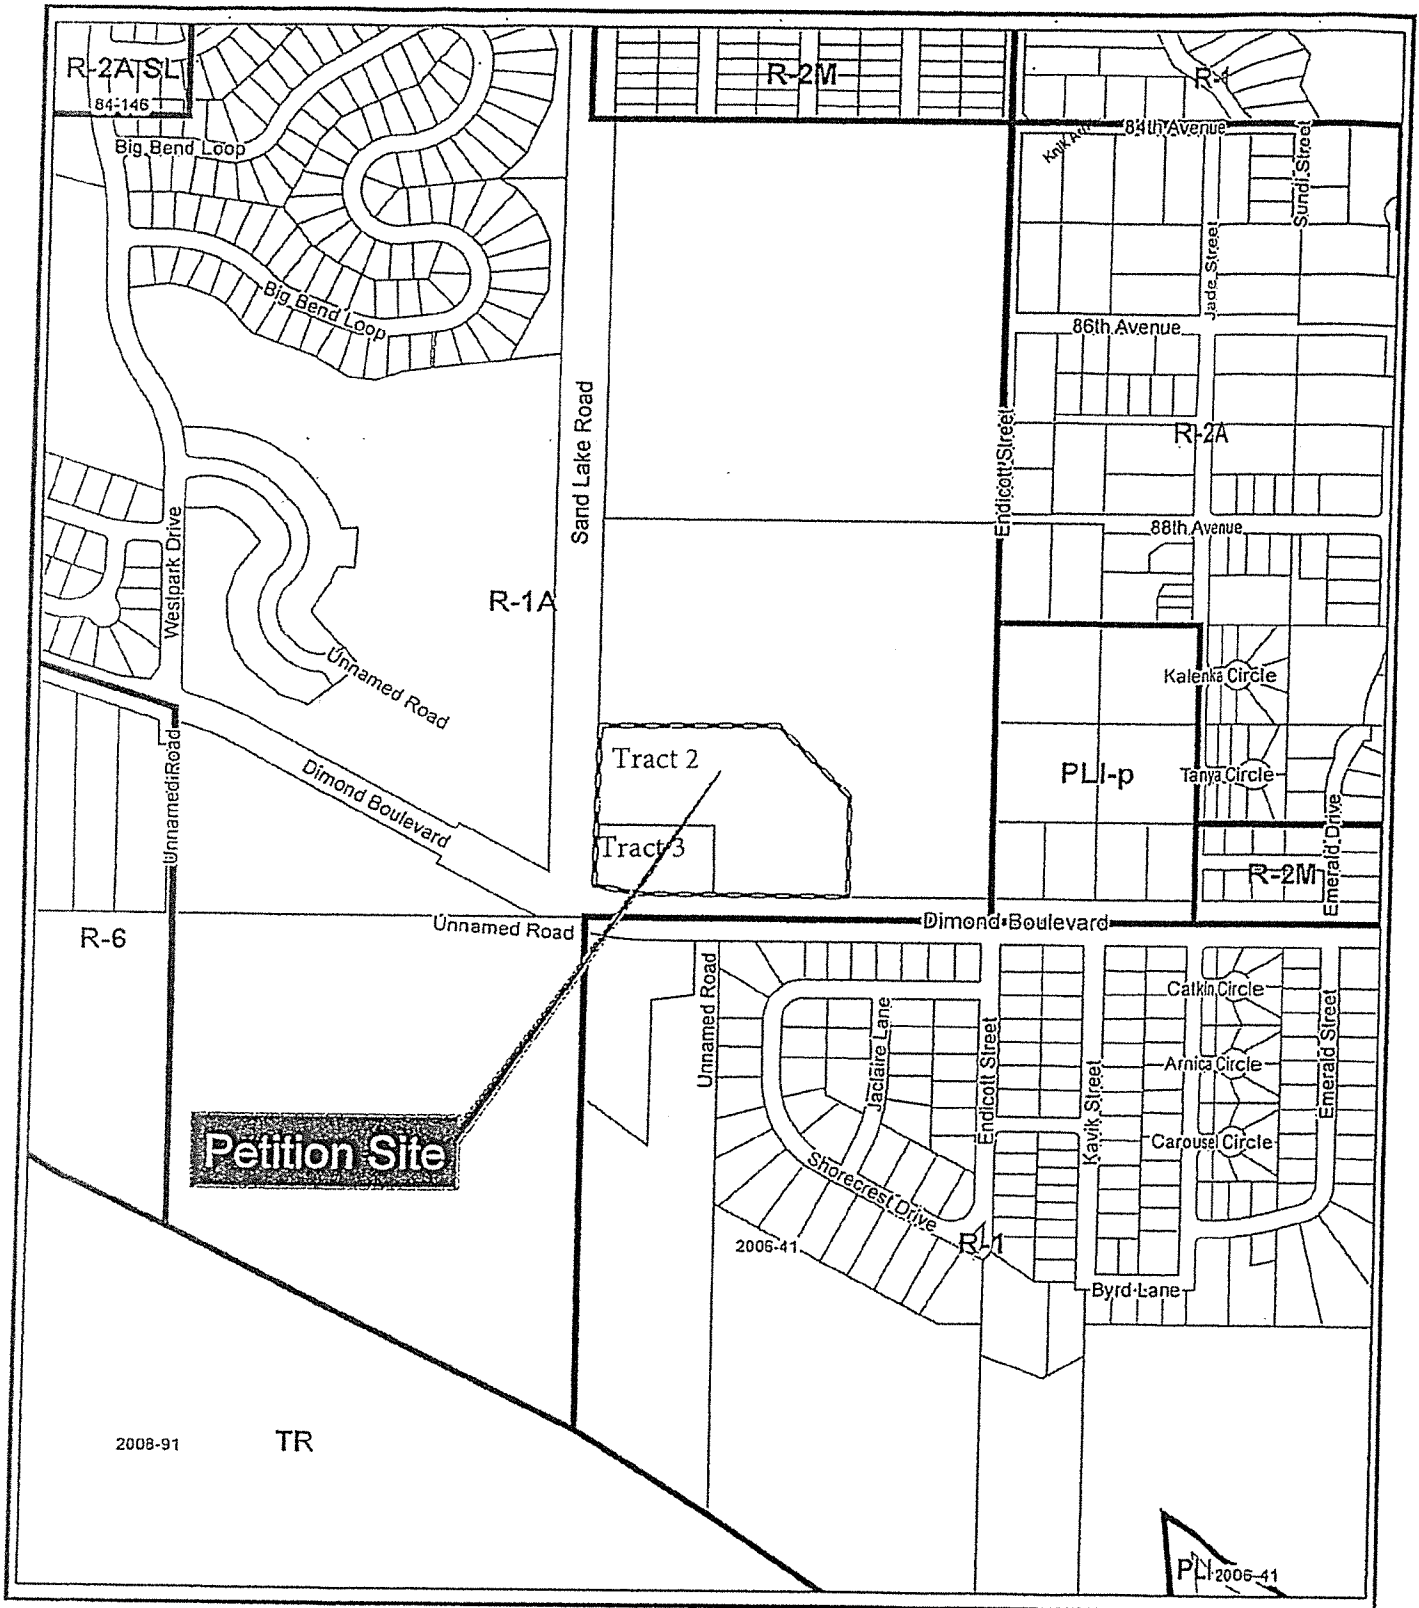 R-2A SL
84-146
R-2M
R-1
84th Avenue
Big Bend Loop
Sundi Street
Jade Street
Big Bend Loop
86th Avenue
Sand Lake Road
Endicott Street
R-2A
Westpark Drive
88th Avenue
R-1A
Unnamed Road
Kalenka Circle
Unnamed Road
Dimond Boulevard
Tract 2
PLI-p
Tanya Circle
Tract 3
Emerald Drive
R-2M
R-6
Unnamed Road
Dimond Boulevard
Unnamed Road
Catkin Circle
Jaclaire Lane
Endicott Street
Kavik Street
Arnica Circle
Emerald Street
Petition Site
Carousel Circle
Shorecrest Drive
2006-41
R-1
Byrd Lane
2008-91
TR
PLI
2006-41